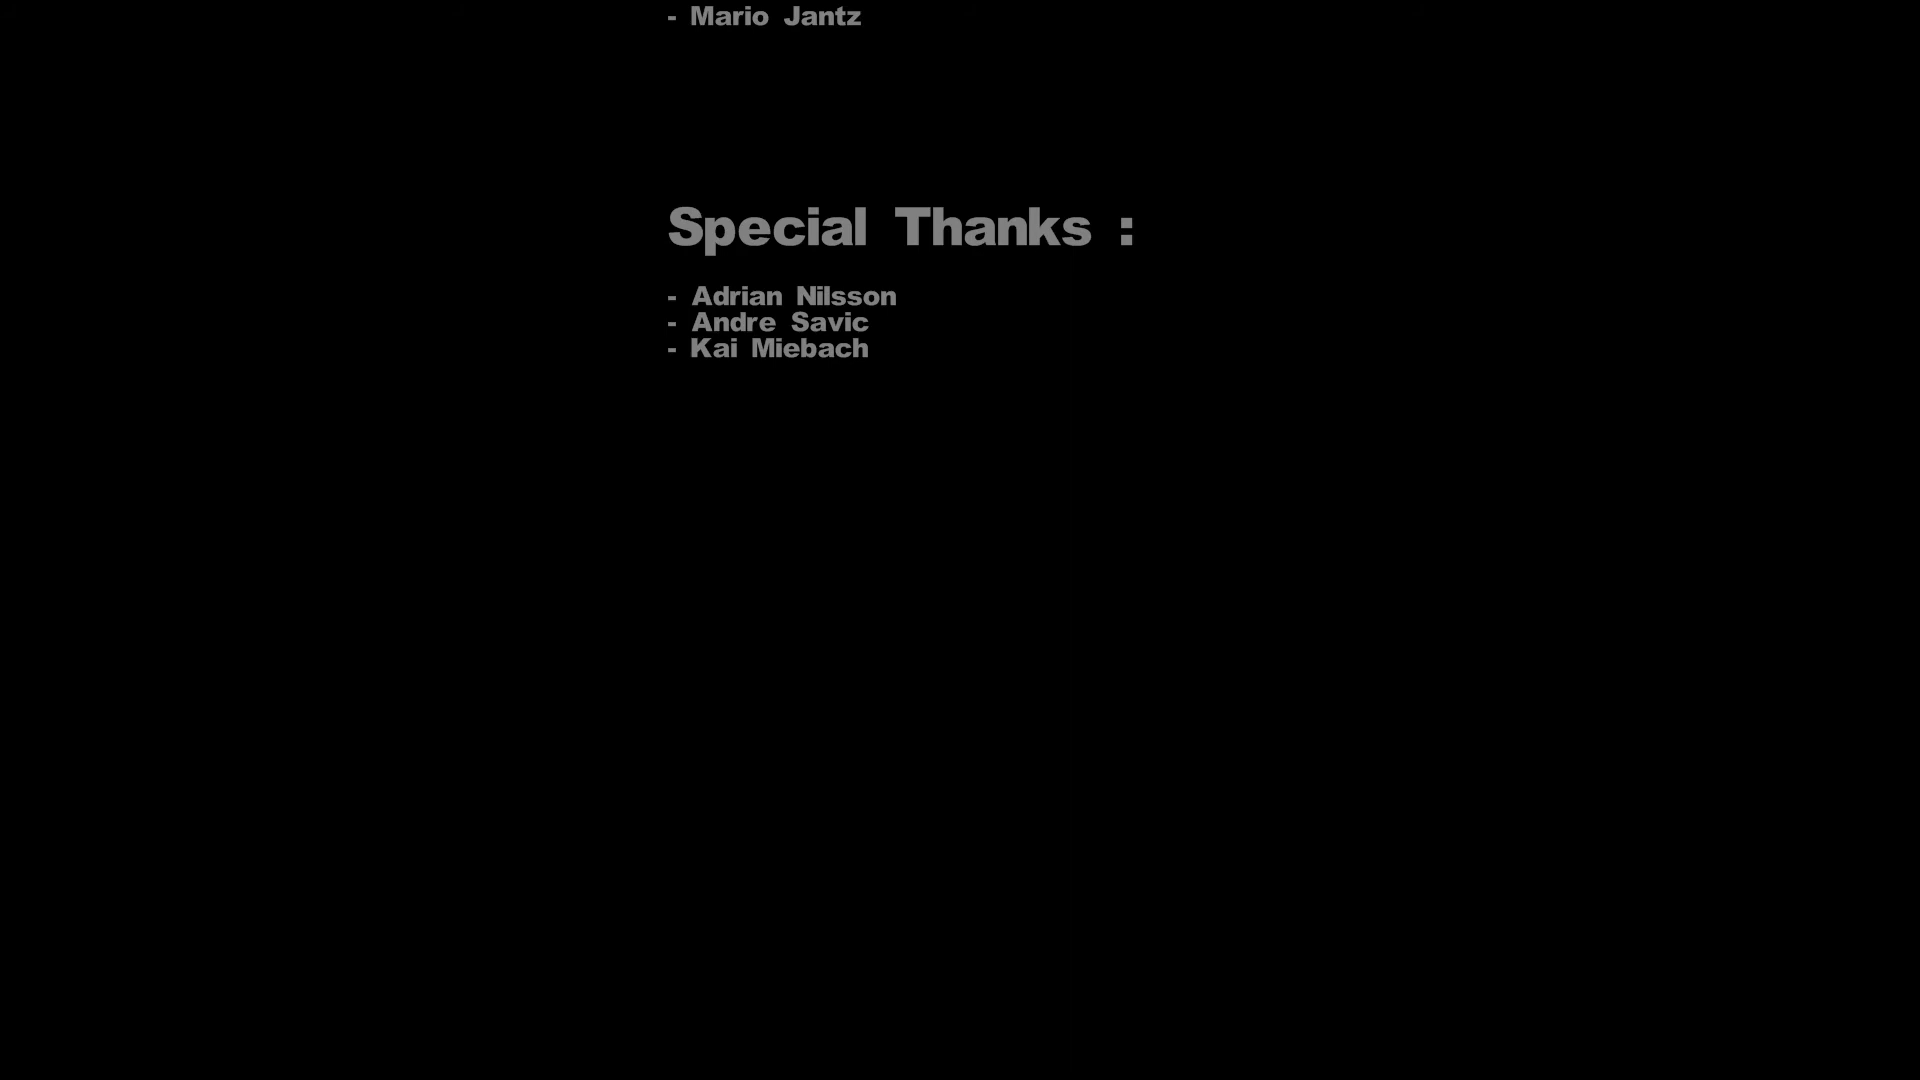 - Mario Jantz
Special Thanks :
- Adrian Nilsson
- Andre Savic
- Kai Miebach